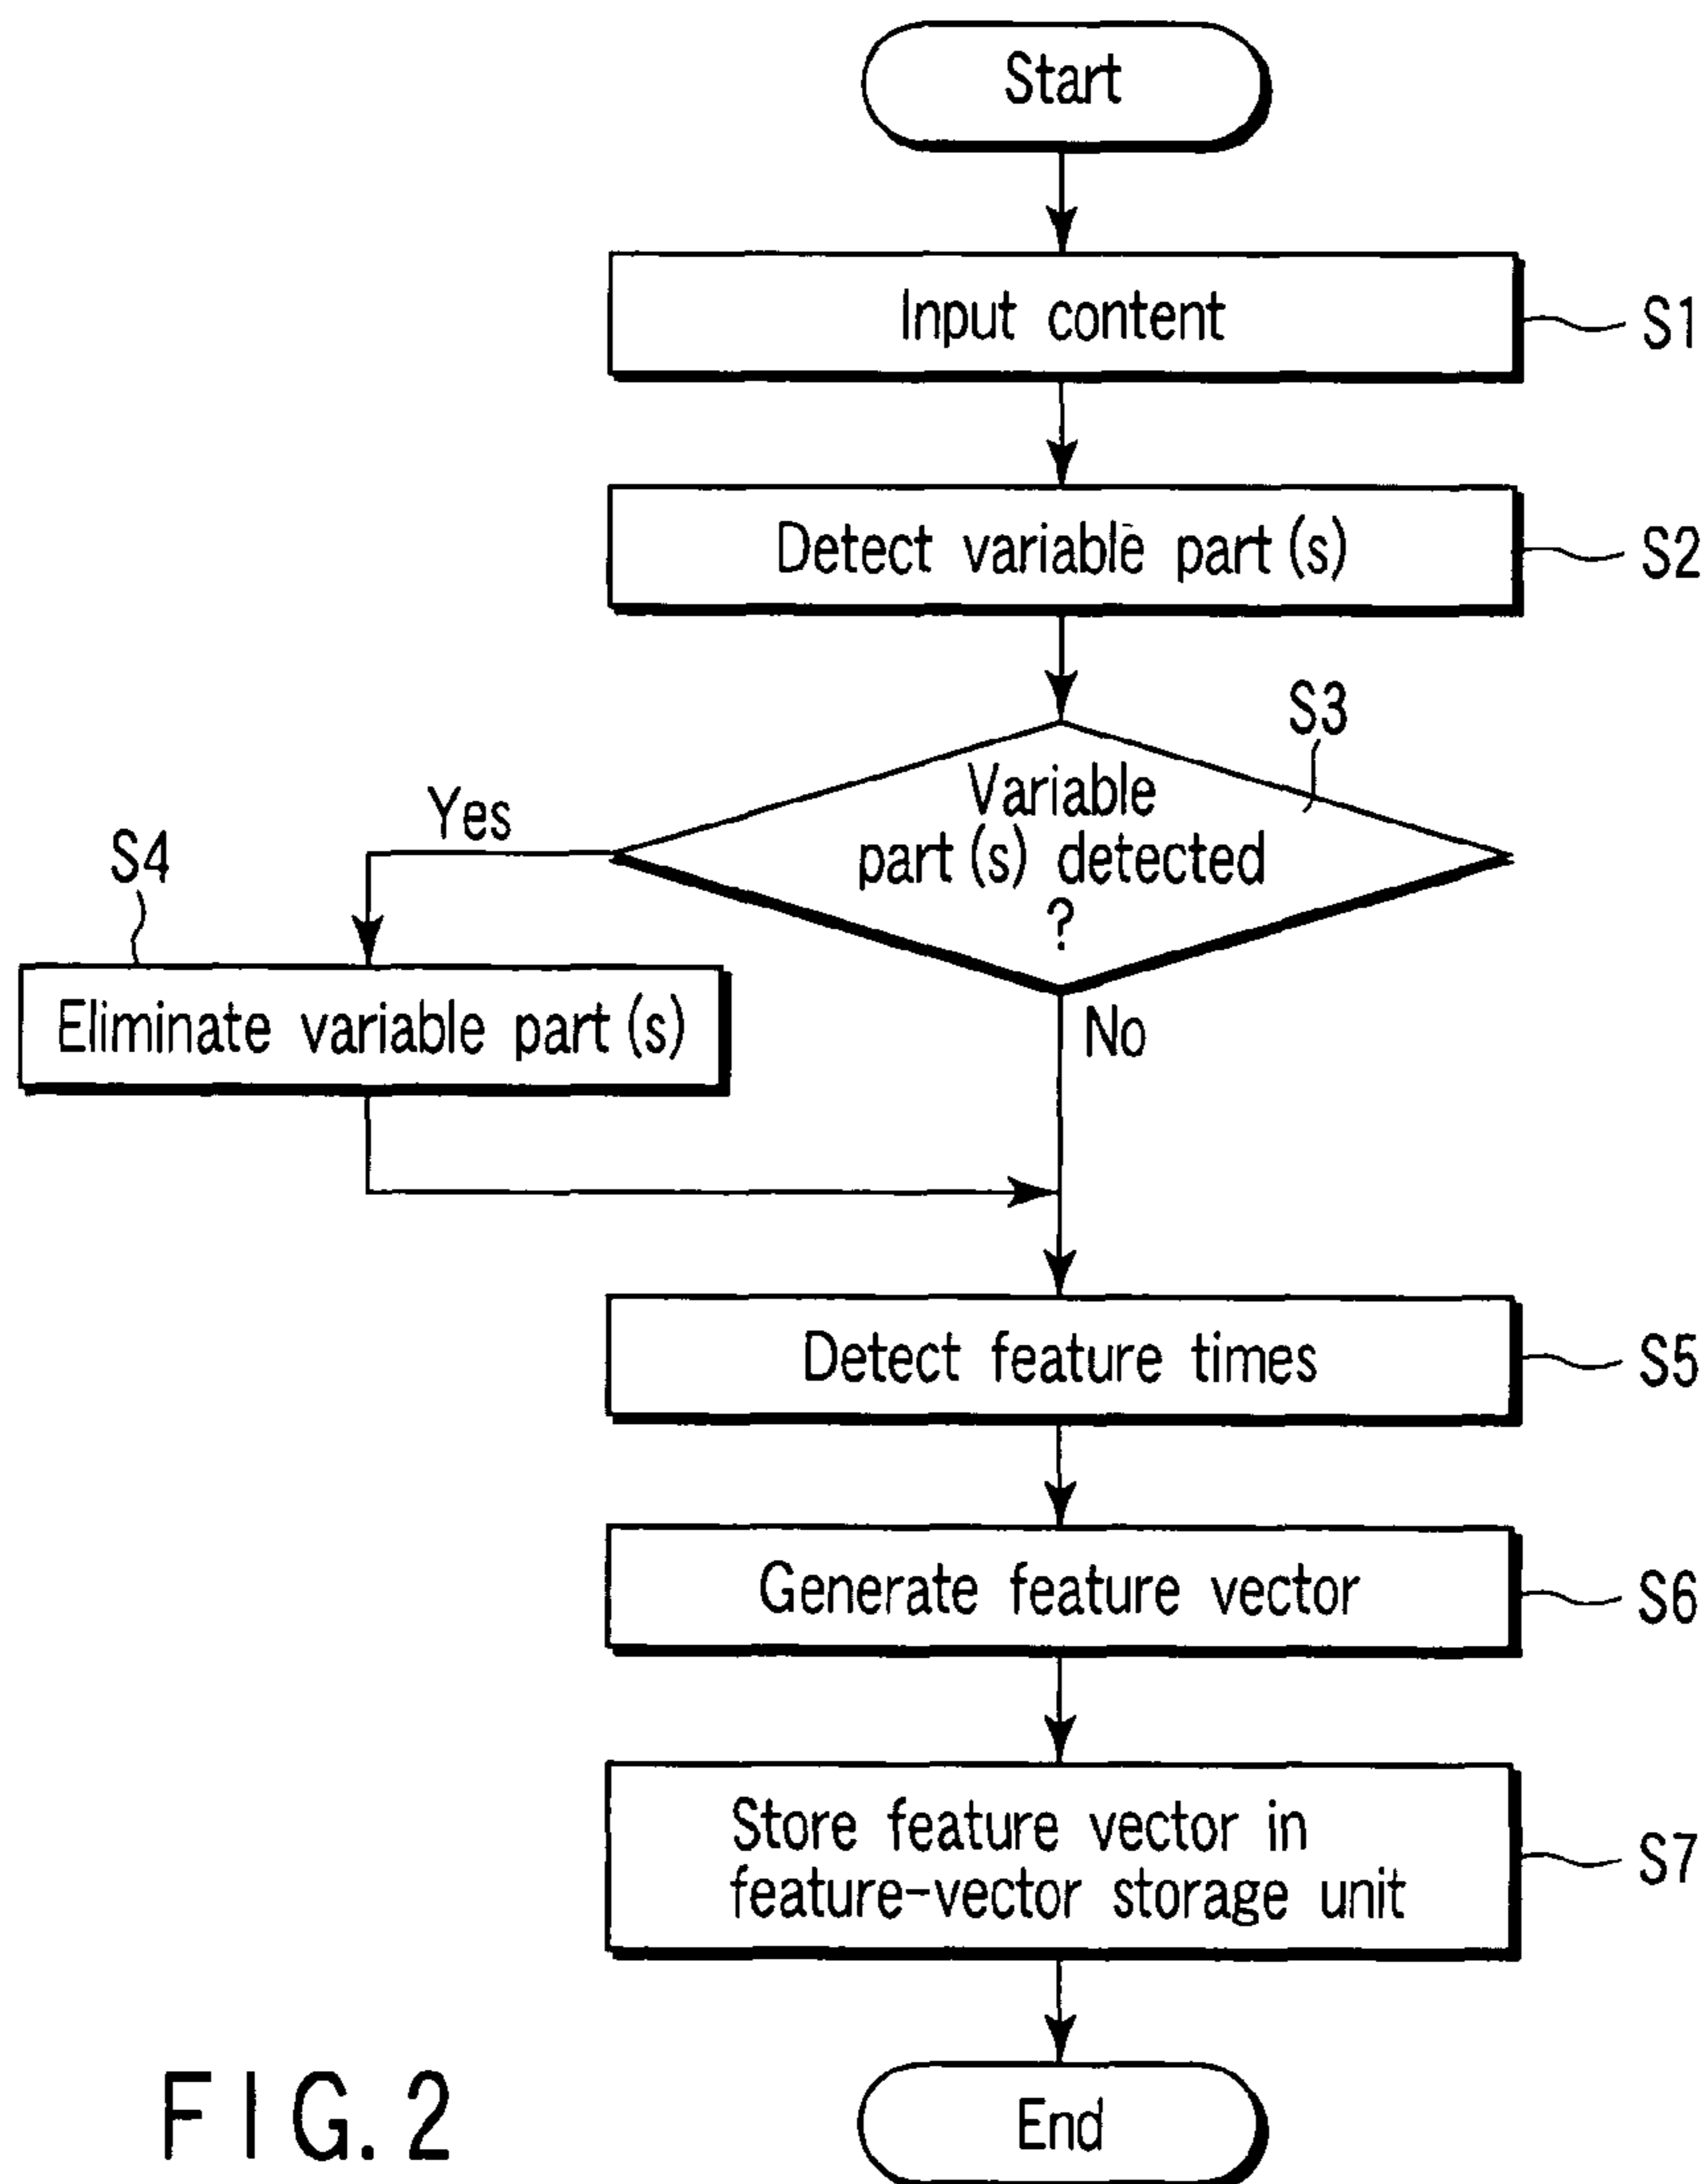 Start
Input content
S1
Detect variable part(s)
S2
S3
Variable
part(s) detected
?
Yes
S4
Eliminate variable part(s)
No
Detect feature times
S5
Generate feature vector
S6
Store feature vector in
feature-vector storage unit
S7
End
FIG. 2